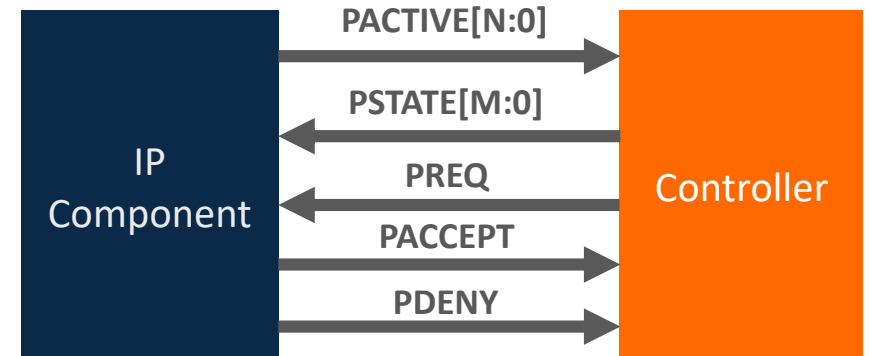 PACTIVE[N:0]
PSTATE[M:0]
IP
Component
PREQ
Controller
PACCEPT
PDENY